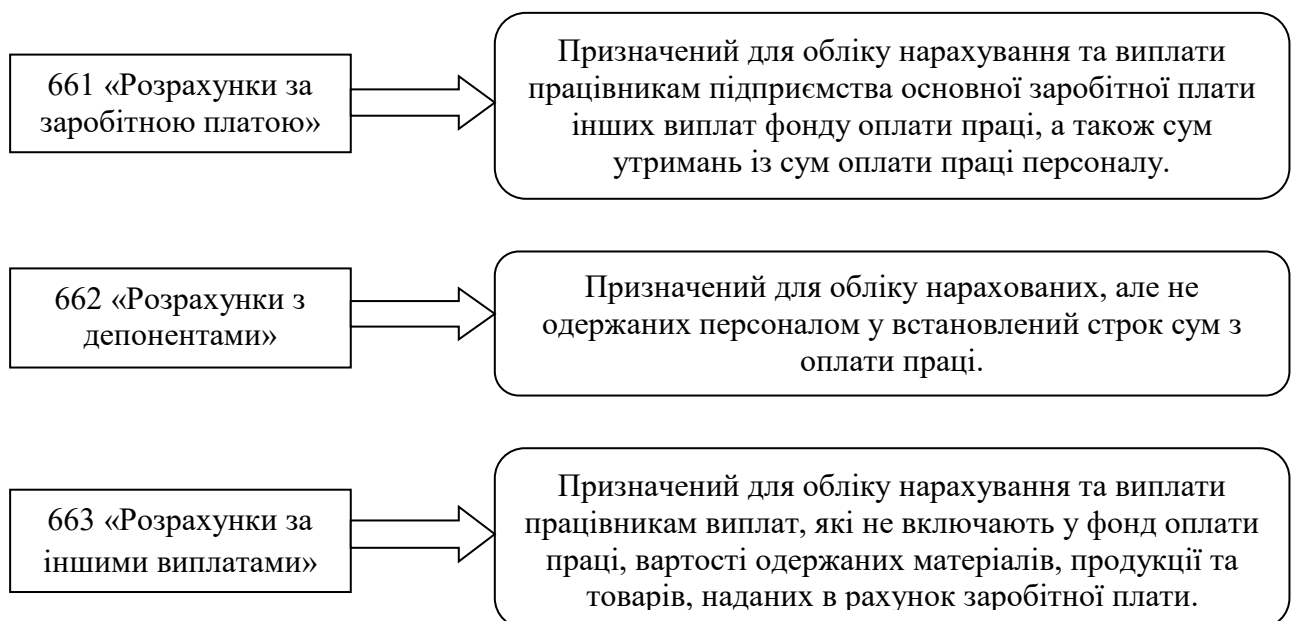 661 «Розрахунки за
заробітною платою»
Призначений для обліку нарахування та виплати
працівникам підприємства основної заробітної плати
інших виплат фонду оплати праці, а також сум
утримань із сум оплати праці персоналу.
662 «Розрахунки з
депонентами»
Призначений для обліку нарахованих, але не
одержаних персоналом у встановлений строк сум з
оплати праці.
663 «Розрахунки за
іншими виплатами»
Призначений для обліку нарахування та виплати
працівникам виплат, які не включають у фонд оплати
праці, вартості одержаних матеріалів, продукції та
товарів, наданих в рахунок заробітної плати.